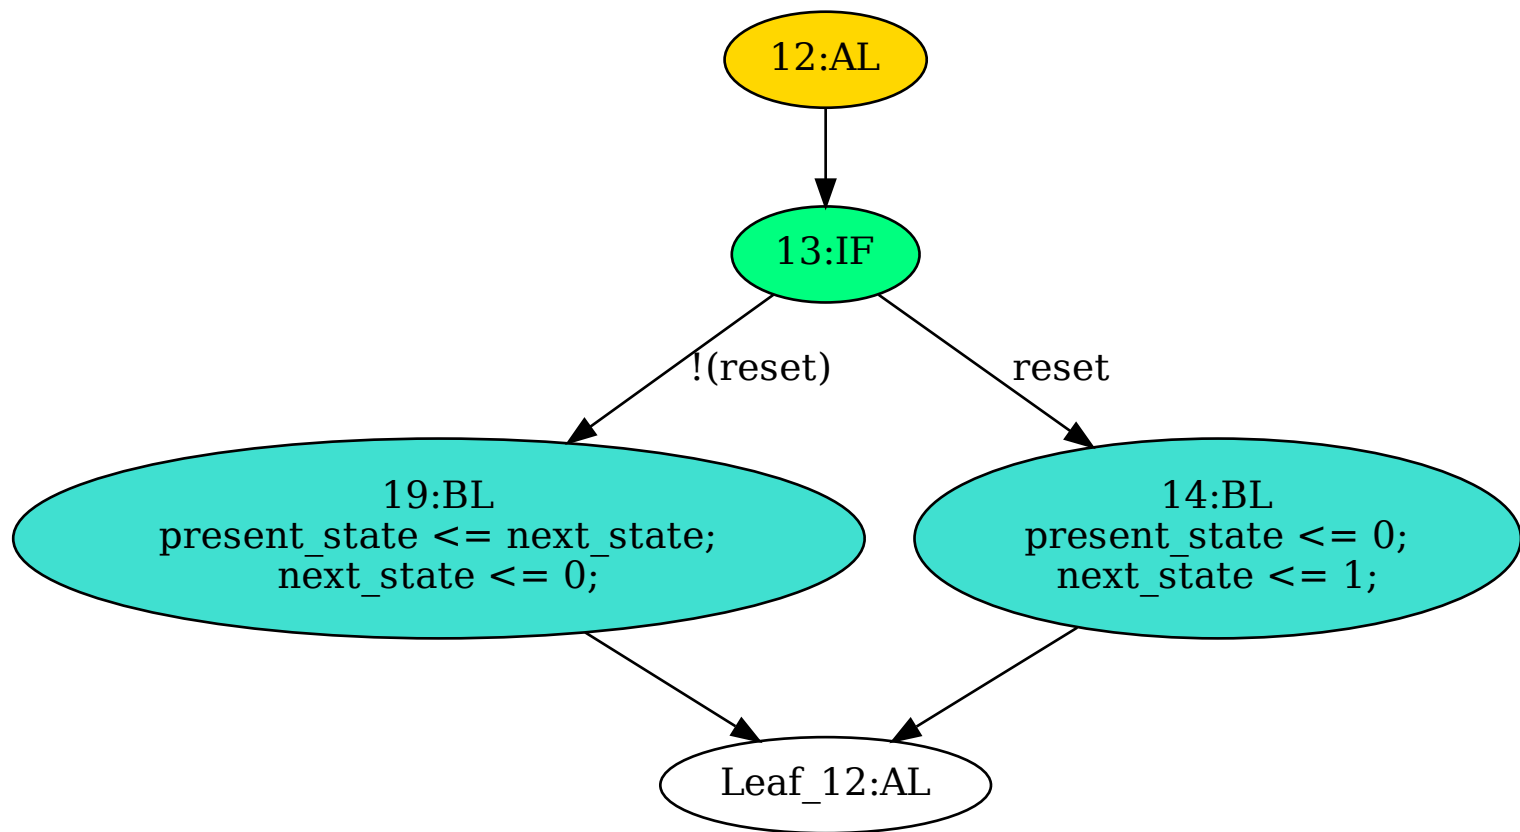 12:AL
13:IF
!(reset)
reset
19:BL
present_state <= next_state;
next_state <= 0;
14:BL
present_state <= 0;
next_state <= 1;
Leaf_12:AL